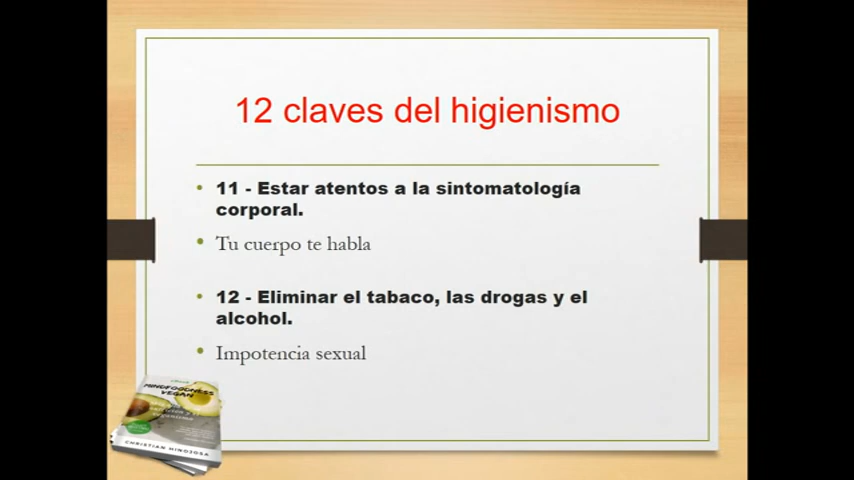 12 claves del higienismo
11 - Estar atentos a la sintomatología
corporal.
Tu cuerpo te habla
12 - Eliminar el tabaco, las drogas y el
alcohol.
Impotencia sexual
MINDFOODNESS
VEGAN
CHRISTIAN HINOJOSA